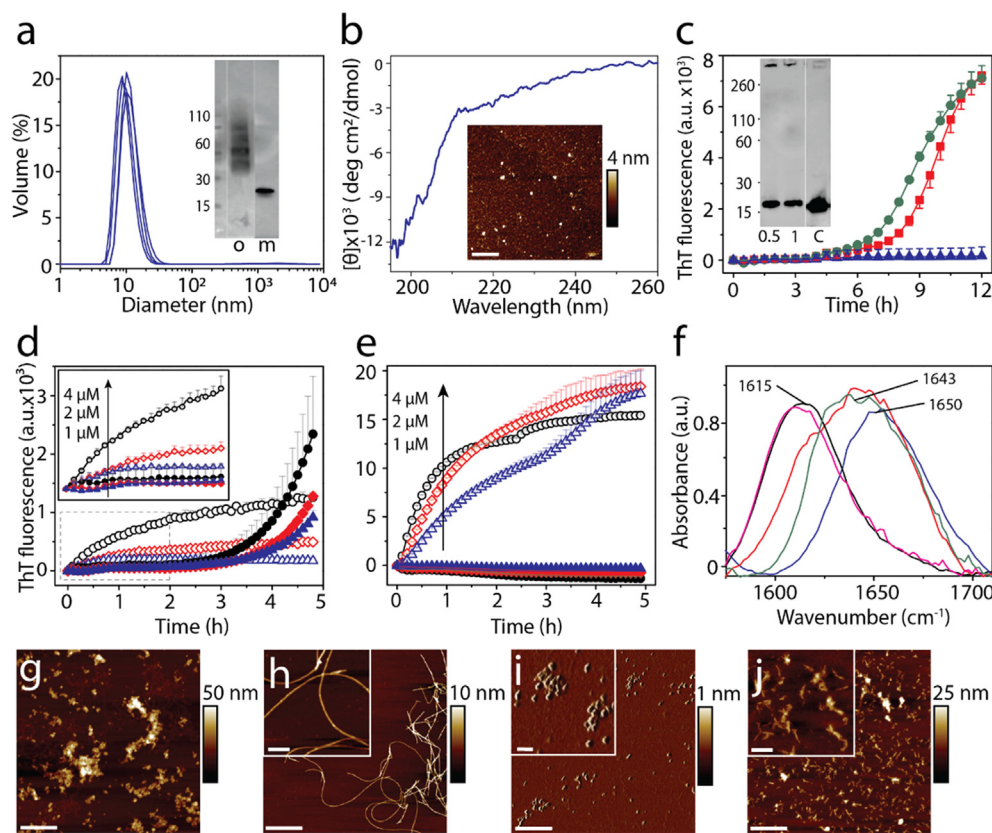 a
20
15
10
5
0
Volume (%)
10⁰ 10¹ 10² 10³ 10⁴
Diameter (nm)
110
60
30
15
o m
b
0
-3
-6
-9
-12
[θ]×10³ (deg cm²/dmol)
200 220 240 260
Wavelength (nm)
4 nm
c
8
6
4
2
0
ThT fluorescence (a.u. x10³)
0 3 6 9 12
Time (h)
260
110
60
30
15
0.5 1 C
d
3
2
1
0
ThT fluorescence (a.u.x10³)
0 1 2 3 4 5
Time (h)
4 µM
2 µM
1 µM
e
20
15
10
5
0
0 1 2 3 4 5
Time (h)
4 µM
2 µM
1 µM
f
0.8
0.4
0
Absorbance (a.u.)
1600 1650 1700
Wavenumber (cm⁻¹)
1615
1643
1650
g
50 nm
h
10 nm
i
1 nm
j
25 nm